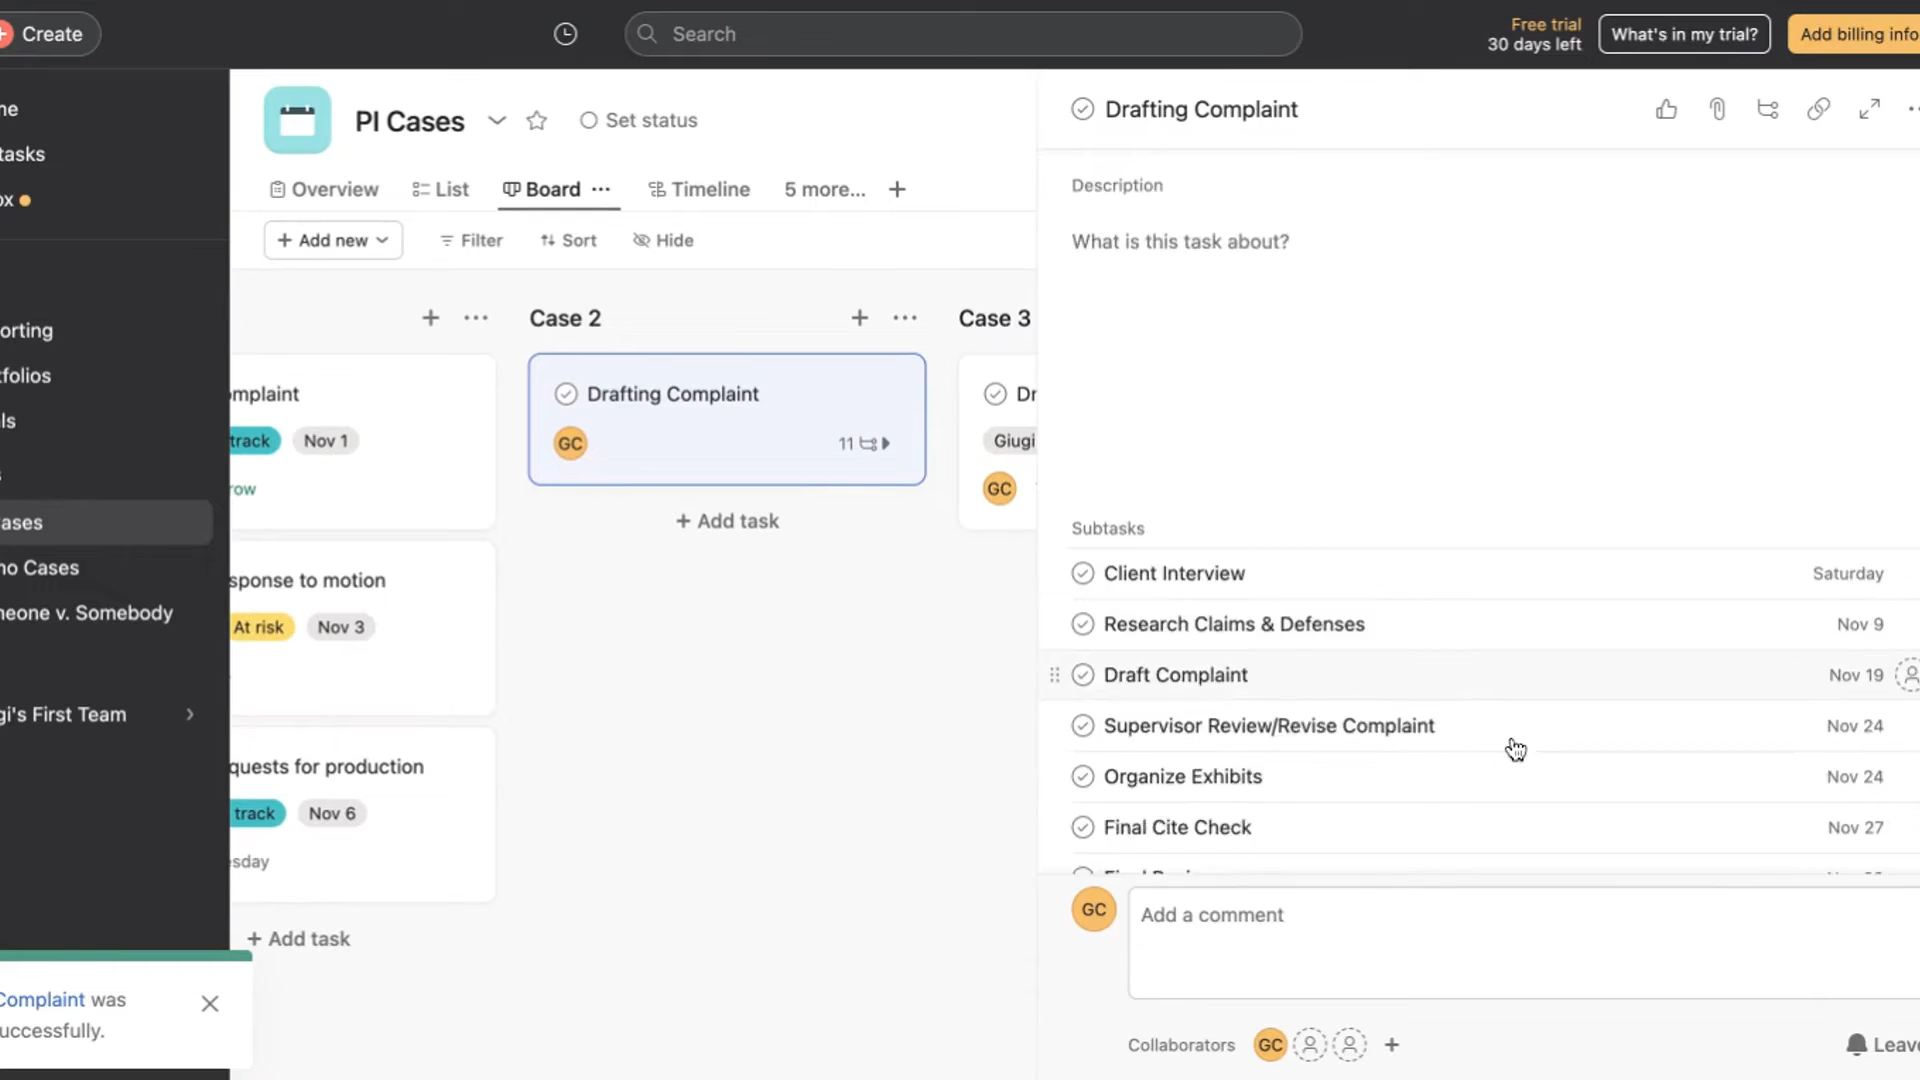 Create
Search
Free trial
30 days left
What's in my trial?
Add billing info
me
tasks
ox
orting
tfolios
ls
s
ases
no Cases
neone v. Somebody
gi's First Team
PI Cases
Set status
Overview
List
Board
Timeline
5 more...
+ Add new
Filter
Sort
Hide
mplaint
track
Nov 1
row
sponse to motion
At risk
Nov 3
quests for production
track
Nov 6
sday
+ Add task
Case 2
Drafting Complaint
GC
11
+ Add task
Case 3
Dr
Giugi
GC
Drafting Complaint
Description
What is this task about?
Subtasks
Client Interview
Saturday
Research Claims & Defenses
Nov 9
Draft Complaint
Nov 19
Supervisor Review/Revise Complaint
Nov 24
Organize Exhibits
Nov 24
Final Cite Check
Nov 27
GC
Add a comment
Collaborators
GC
Leave
Complaint was
uccessfully.